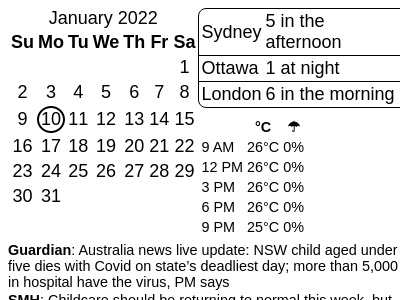 January 2022
Su Mo Tu We Th Fr Sa
1
2 3 4 5 6 7 8
9 10 11 12 13 14 15
16 17 18 19 20 21 22
23 24 25 26 27 28 29
30 31
Sydney 5 in the
afternoon
Ottawa 1 at night
London 6 in the morning
°C ☂
9 AM 26°C 0%
12 PM 26°C 0%
3 PM 26°C 0%
6 PM 26°C 0%
9 PM 25°C 0%
Guardian: Australia news live update: NSW child aged under
five dies with Covid on state’s deadliest day; more than 5,000
in hospital have the virus, PM says
SMH: Childcare should be returning to normal this week, but